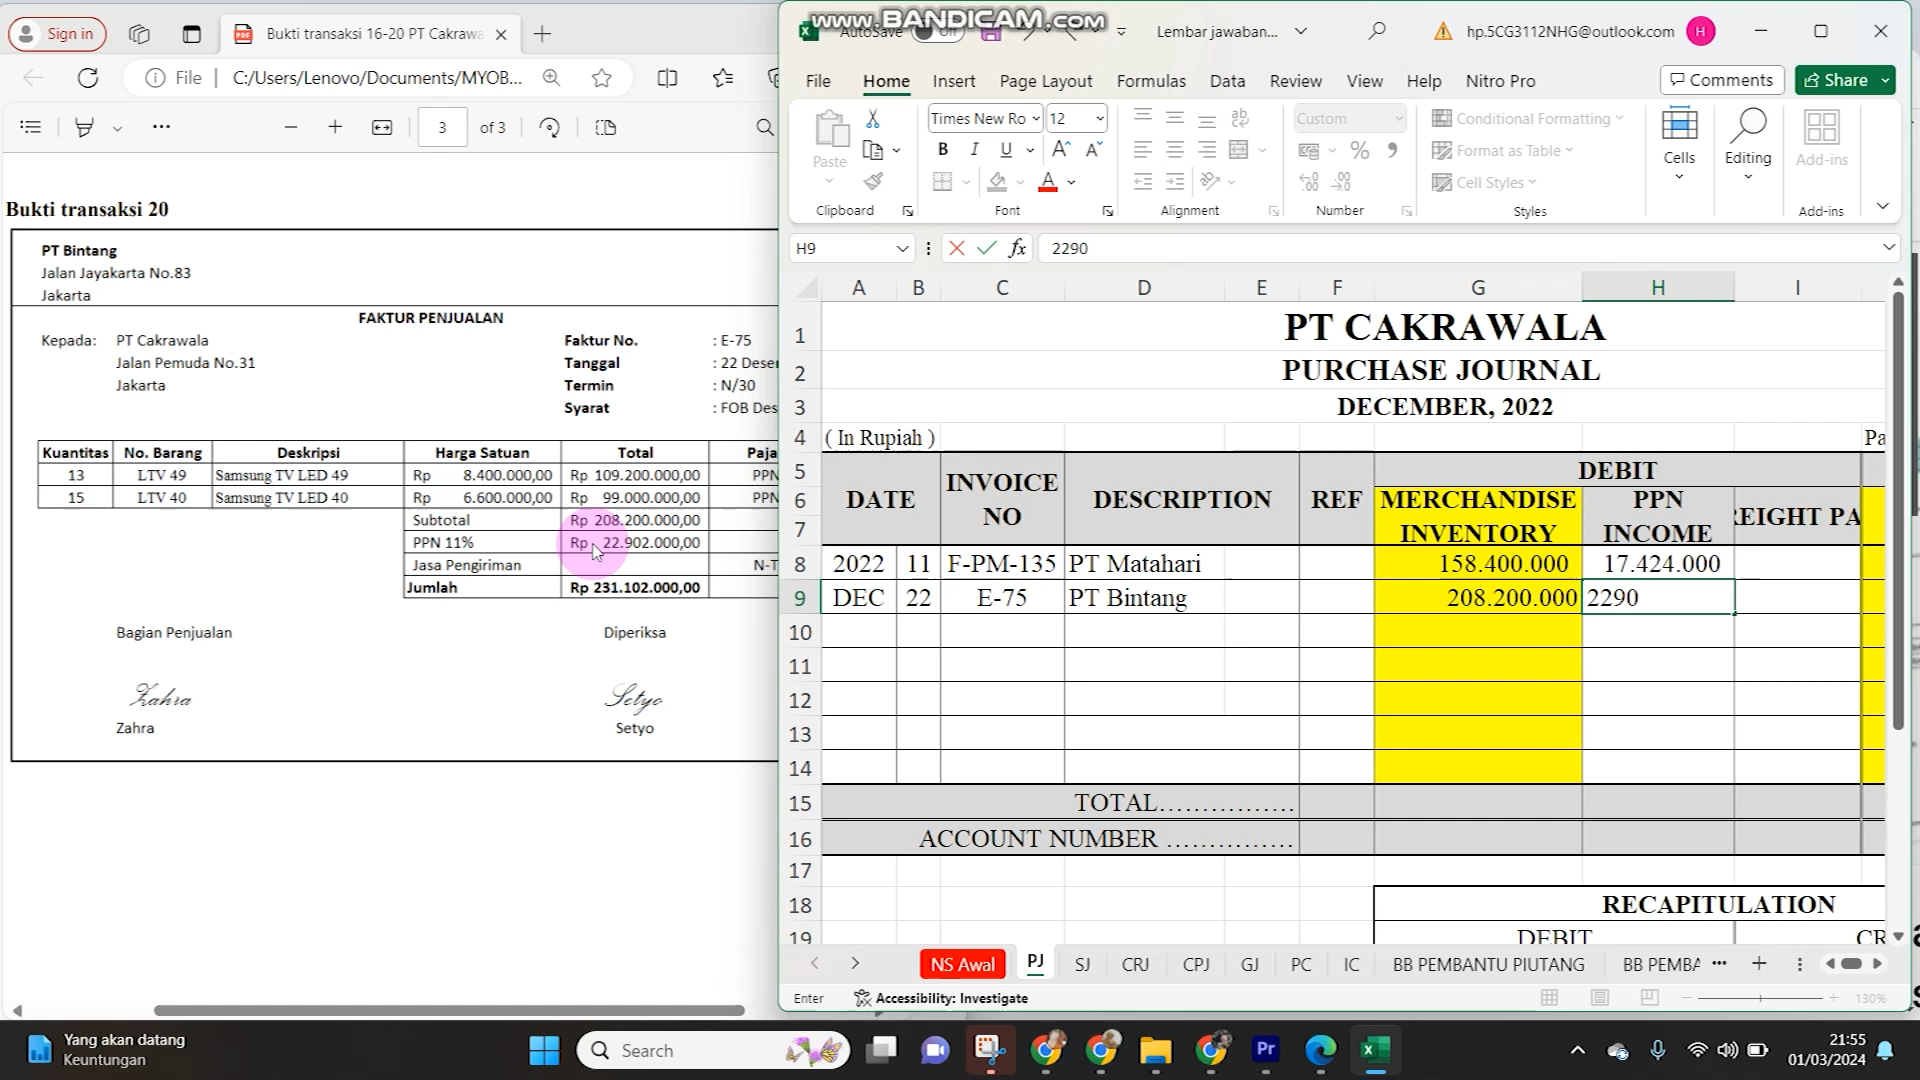 www.BANDICAM.com
Sign in
Bukti transaksi 16-20 PT Cakrawa
File
C:/Users/Lenovo/Documents/MYOB...
3
of 3
Bukti transaksi 20
PT Bintang
Jalan Jayakarta No.83
Jakarta
FAKTUR PENJUALAN
Kepada: PT Cakrawala
Jalan Pemuda No.31
Jakarta
Faktur No. : E-75
Tanggal : 22 Deser
Termin : N/30
Syarat : FOB Des
Kuantitas No. Barang Deskripsi Harga Satuan Total Paja
13 LTV 49 Samsung TV LED 49 Rp 8.400.000,00 Rp 109.200.000,00 PPN
15 LTV 40 Samsung TV LED 40 Rp 6.600.000,00 Rp 99.000.000,00 PPN
Subtotal Rp 208.200.000,00
PPN 11% Rp 22.902.000,00
Jasa Pengiriman N-T
Jumlah Rp 231.102.000,00
Bagian Penjualan Diperiksa
Zahra Setyo
Zahra Setyo
AutoSave Off
Lembar jawaban...
hp.5CG3112NHG@outlook.com
H
File Home Insert Page Layout Formulas Data Review View Help Nitro Pro
Comments Share
Paste
Clipboard
Times New Ro 12
B I U A A
A
Font
ab
Alignment
Custom
%
Number
Conditional Formatting
Format as Table
Cell Styles
Styles
Cells
Editing
Add-ins
Add-ins
H9 fx 2290
A B C D E F G H I
1 PT CAKRAWALA
2 PURCHASE JOURNAL
3 DECEMBER, 2022
4 ( In Rupiah ) Pa
5 DATE INVOICE NO DESCRIPTION REF DEBIT
6 MERCHANDISE INVENTORY PPN INCOME REIGHT PA
7
8 2022 11 F-PM-135 PT Matahari 158.400.000 17.424.000
9 DEC 22 E-75 PT Bintang 208.200.000 2290
10
11
12
13
14
15 TOTAL................
16 ACCOUNT NUMBER ...............
17
18 RECAPITULATION
19 DEBIT CR
NS Awal PJ SJ CRJ CPJ GJ PC IC BB PEMBANTU PIUTANG BB PEMBA ...
Enter Accessibility: Investigate 130%
Yang akan datang
Keuntungan
Search
Pr
21:55
01/03/2024